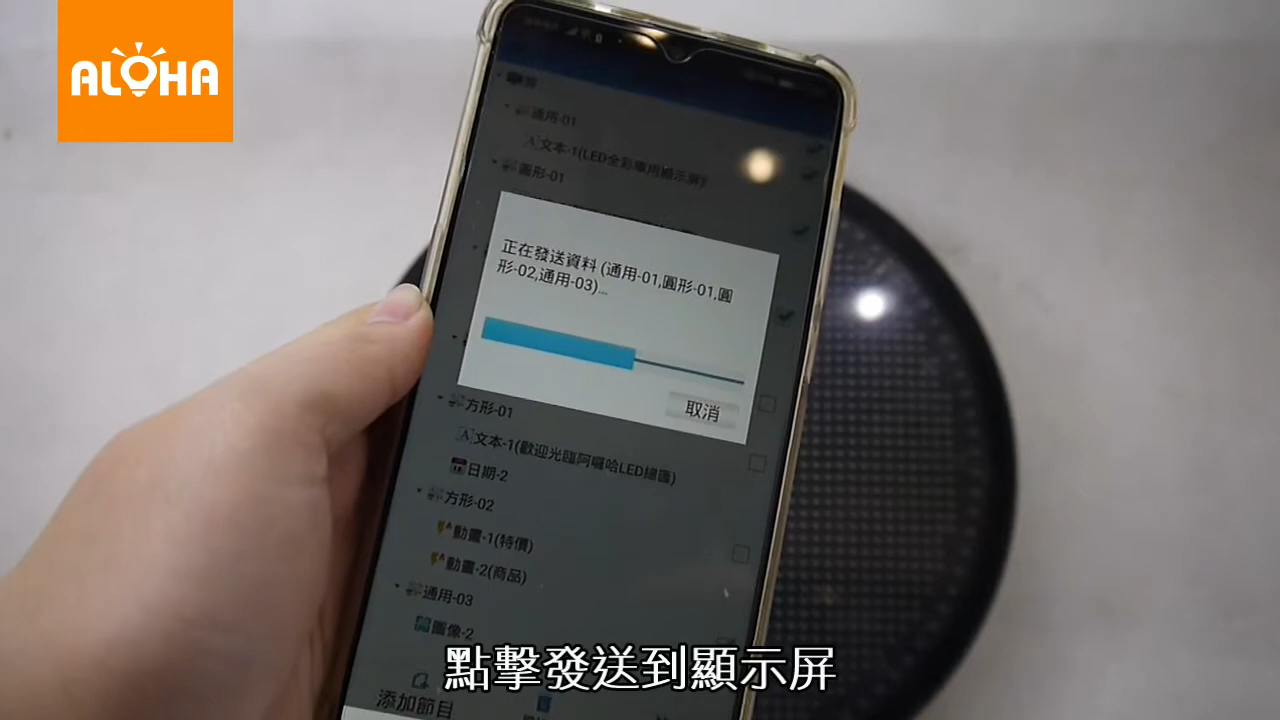 ALOHA
通用-01
文本-1(LED全彩專用顯示屏)
圓形-01
正在發送資料 (通用-01,圓形-01,圓
形-02,通用-03)...
取消
方形-01
文本-1(歡迎光臨阿囉哈LED總匯)
日期-2
方形-02
動畫-1(特價)
動畫-2(商品)
通用-03
圖像-2
添加節目
點擊發送到顯示屏